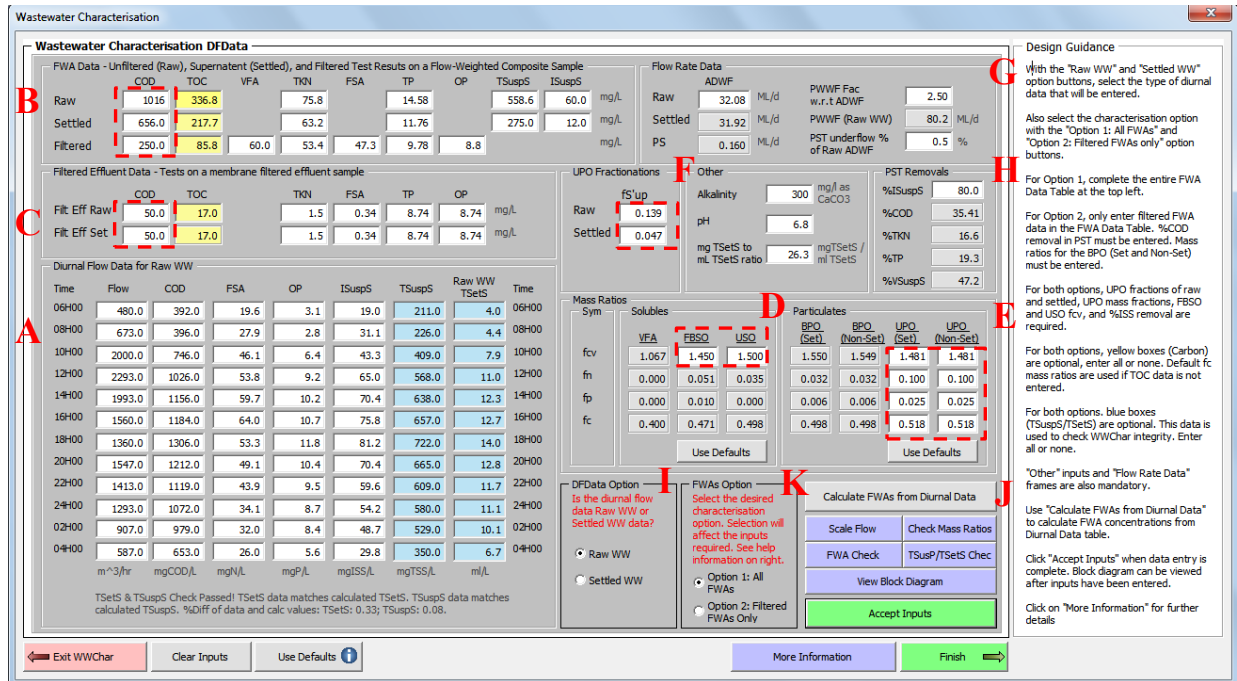 Wastewater Characterisation
x
Wastewater Characterisation DFData
FWA Data - Unfiltered (Raw), Supernatent (Settled), and Filtered Test Resuts on a Flow-Weighted Composite Sample
COD TOC VFA TKN FSA TP OP TSuspS ISuspS
B
Raw 1016 336.8 75.8 14.58 558.6 60.0 mg/L
Settled 656.0 217.7 63.2 11.76 275.0 12.0 mg/L
Filtered 250.0 85.8 60.0 53.4 47.3 9.78 8.8 mg/L
Flow Rate Data
ADWF
Raw 32.08 ML/d PWWF Fac w.r.t ADWF 2.50
Settled 31.92 ML/d PWWF (Raw WW) 80.2 ML/d
PS 0.160 ML/d PST underflow % of Raw ADWF 0.5 %
G
Filtered Effluent Data - Tests on a membrane filtered effluent sample
COD TOC TKN FSA TP OP
C
Filt Eff Raw 50.0 17.0 1.5 0.34 8.74 8.74 mg/L
Filt Eff Set 50.0 17.0 1.5 0.34 8.74 8.74 mg/L
UPO Fractionations
F
fS'up
Raw 0.139
Settled 0.047
Other
Alkalinity 300 mg/l as CaCO3
pH 6.8
mg TSetS to mL TSetS ratio 26.3 mgTSetS / ml TSetS
PST Removals
H
%ISuspS 80.0
%COD 35.41
%TKN 16.6
%TP 19.3
%VSuspS 47.2
Diurnal Flow Data for Raw WW
A
Time Flow COD FSA OP ISuspS TSuspS Raw WW TSetS Time
06H00 480.0 392.0 19.6 3.1 19.0 211.0 4.0 06H00
08H00 673.0 396.0 27.9 2.8 31.1 226.0 4.4 08H00
10H00 2000.0 746.0 46.1 6.4 43.3 409.0 7.9 10H00
12H00 2293.0 1026.0 53.8 9.2 65.0 568.0 11.0 12H00
14H00 1993.0 1156.0 59.7 10.2 70.4 638.0 12.3 14H00
16H00 1560.0 1184.0 64.0 10.7 75.8 657.0 12.7 16H00
18H00 1360.0 1306.0 53.3 11.8 81.2 722.0 14.0 18H00
20H00 1547.0 1212.0 49.1 10.4 70.4 665.0 12.8 20H00
22H00 1413.0 1119.0 43.9 9.5 59.6 609.0 11.7 22H00
24H00 1293.0 1072.0 34.1 8.7 54.2 580.0 11.1 24H00
02H00 907.0 979.0 32.0 8.4 48.7 529.0 10.1 02H00
04H00 587.0 653.0 26.0 5.6 29.8 350.0 6.7 04H00
m^3/hr mgCOD/L mgN/L mgP/L mgISS/L mgTSS/L ml/L
TSetS & TSuspS Check Passed! TSetS data matches calculated TSetS. TSuspS data matches
calculated TSuspS. %Diff of data and calc values: TSetS: 0.33; TSuspS: 0.08.
Mass Ratios
Sym Solubles D Particulates E
VFA FBSO USO BPO (Set) BPO (Non-Set) UPO (Set) UPO (Non-Set)
fcv 1.067 1.450 1.500 1.550 1.549 1.481 1.481
fn 0.000 0.051 0.035 0.032 0.032 0.100 0.100
fp 0.000 0.010 0.000 0.006 0.006 0.025 0.025
fc 0.400 0.471 0.498 0.498 0.498 0.518 0.518
Use Defaults Use Defaults
DFData Option I
Is the diurnal flow
data Raw WW or
Settled WW data?
Raw WW
Settled WW
FWAs Option K
Select the desired
characterisation
option. Selection will
affect the inputs
required. See help
information on right.
Option 1: All
FWAs
Option 2: Filtered
FWAs Only
Calculate FWAs from Diurnal Data J
Scale Flow Check Mass Ratios
FWA Check TSusP/TSetS Chec
View Block Diagram
Accept Inputs
Design Guidance
With the "Raw WW" and "Settled WW"
option buttons, select the type of diurnal
data that will be entered.
Also select the characterisation option
with the "Option 1: All FWAs" and
"Option 2: Filtered FWAs only" option
buttons.
For Option 1, complete the entire FWA
Data Table at the top left.
For Option 2, only enter filtered FWA
data in the FWA Data Table. %COD
removal in PST must be entered. Mass
ratios for the BPO (Set and Non-Set)
must be entered.
For both options, UPO fractions of raw
and settled, UPO mass fractions, FBSO
and USO fcv, and %ISS removal are
required.
For both options, yellow boxes (Carbon)
are optional, enter all or none. Default fc
mass ratios are used if TOC data is not
entered.
For both options. blue boxes
(TSuspS/TSetS) are optional. This data is
used to check WWChar integrity. Enter
all or none.
"Other" inputs and "Flow Rate Data"
frames are also mandatory.
Use "Calculate FWAs from Diurnal Data"
to calculate FWA concentrations from
Diurnal Data table.
Click "Accept Inputs" when data entry is
complete. Block diagram can be viewed
after inputs have been entered.
Click on "More Information" for further
details
Exit WWChar Clear Inputs Use Defaults i More Information Finish